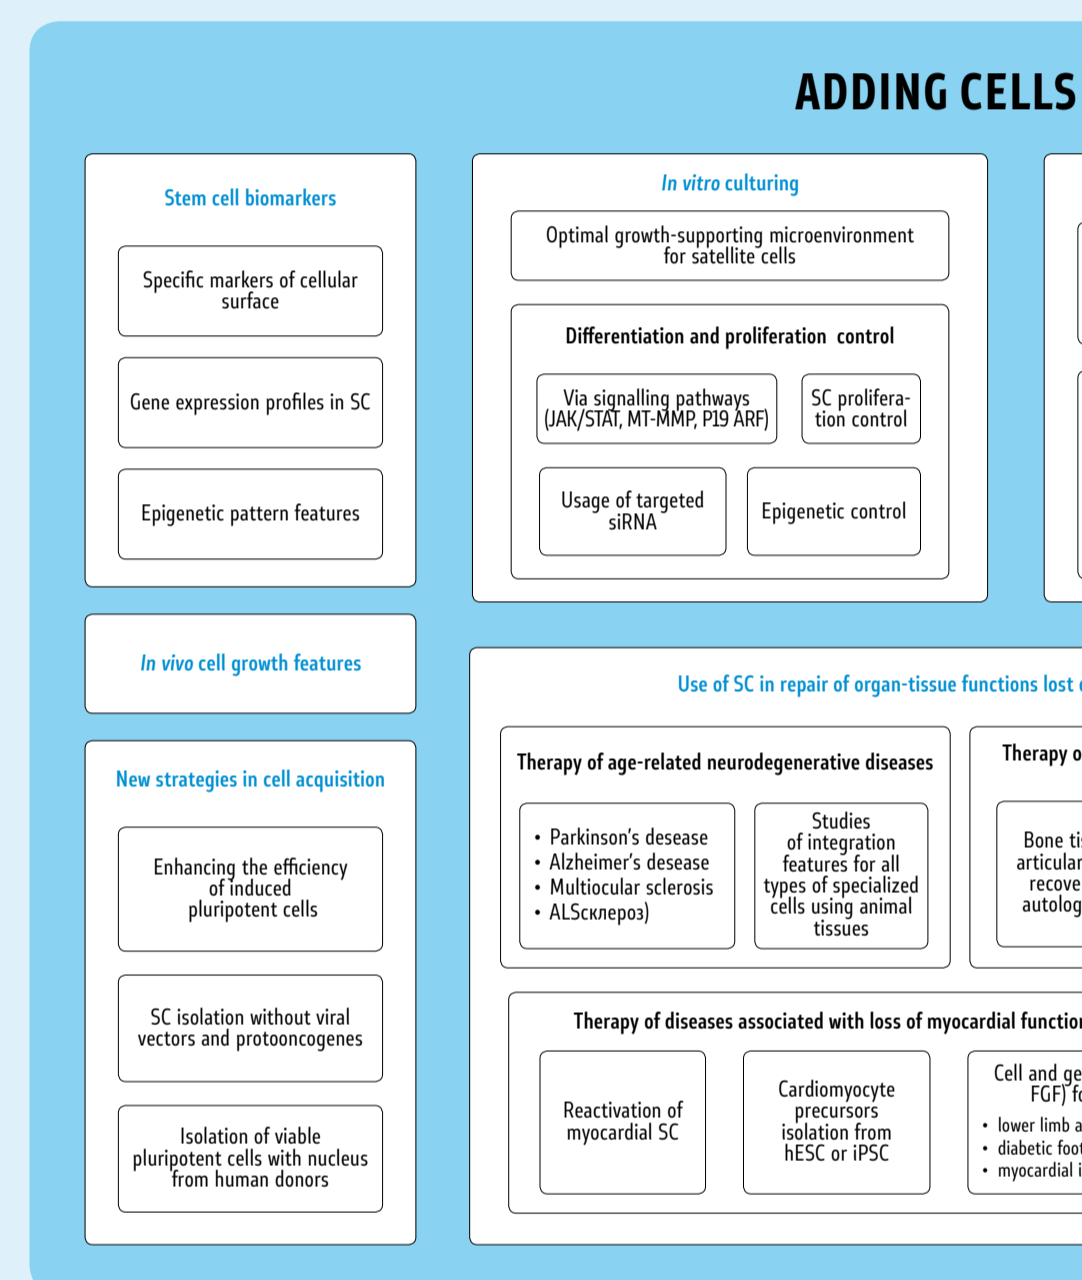 ADDING CELLS
Stem cell biomarkers
Specific markers of cellular
surface
Gene expression profiles in SC
Epigenetic pattern features
In vivo cell growth features
New strategies in cell acquisition
Enhancing the efficiency
of induced
pluripotent cells
SC isolation without viral
vectors and protooncogenes
Isolation of viable
pluripotent cells with nucleus
from human donors
In vitro culturing
Optimal growth-supporting microenvironment
for satellite cells
Differentiation and proliferation control
Via signalling pathways
(JAK/STAT, MT-MMP, P19 ARF)
SC prolifera-
tion control
Usage of targeted
siRNA
Epigenetic control
Use of SC in repair of organ-tissue functions lost
Therapy of age-related neurodegenerative diseases
• Parkinson's desease
• Alzheimer's desease
• Multiocular sclerosis
• ALSсклероз)
Studies
of integration
features for all
types of specialized
cells using animal
tissues
Therapy
Bone
articular
Therapy of diseases associated with loss of myocardial
Reactivation of
myocardial SC
Cardiomyocyte
precursors
isolation from
hESC or iPSC
Cell and
FGF)
• lower limb
• diabetic foot
• myocardial